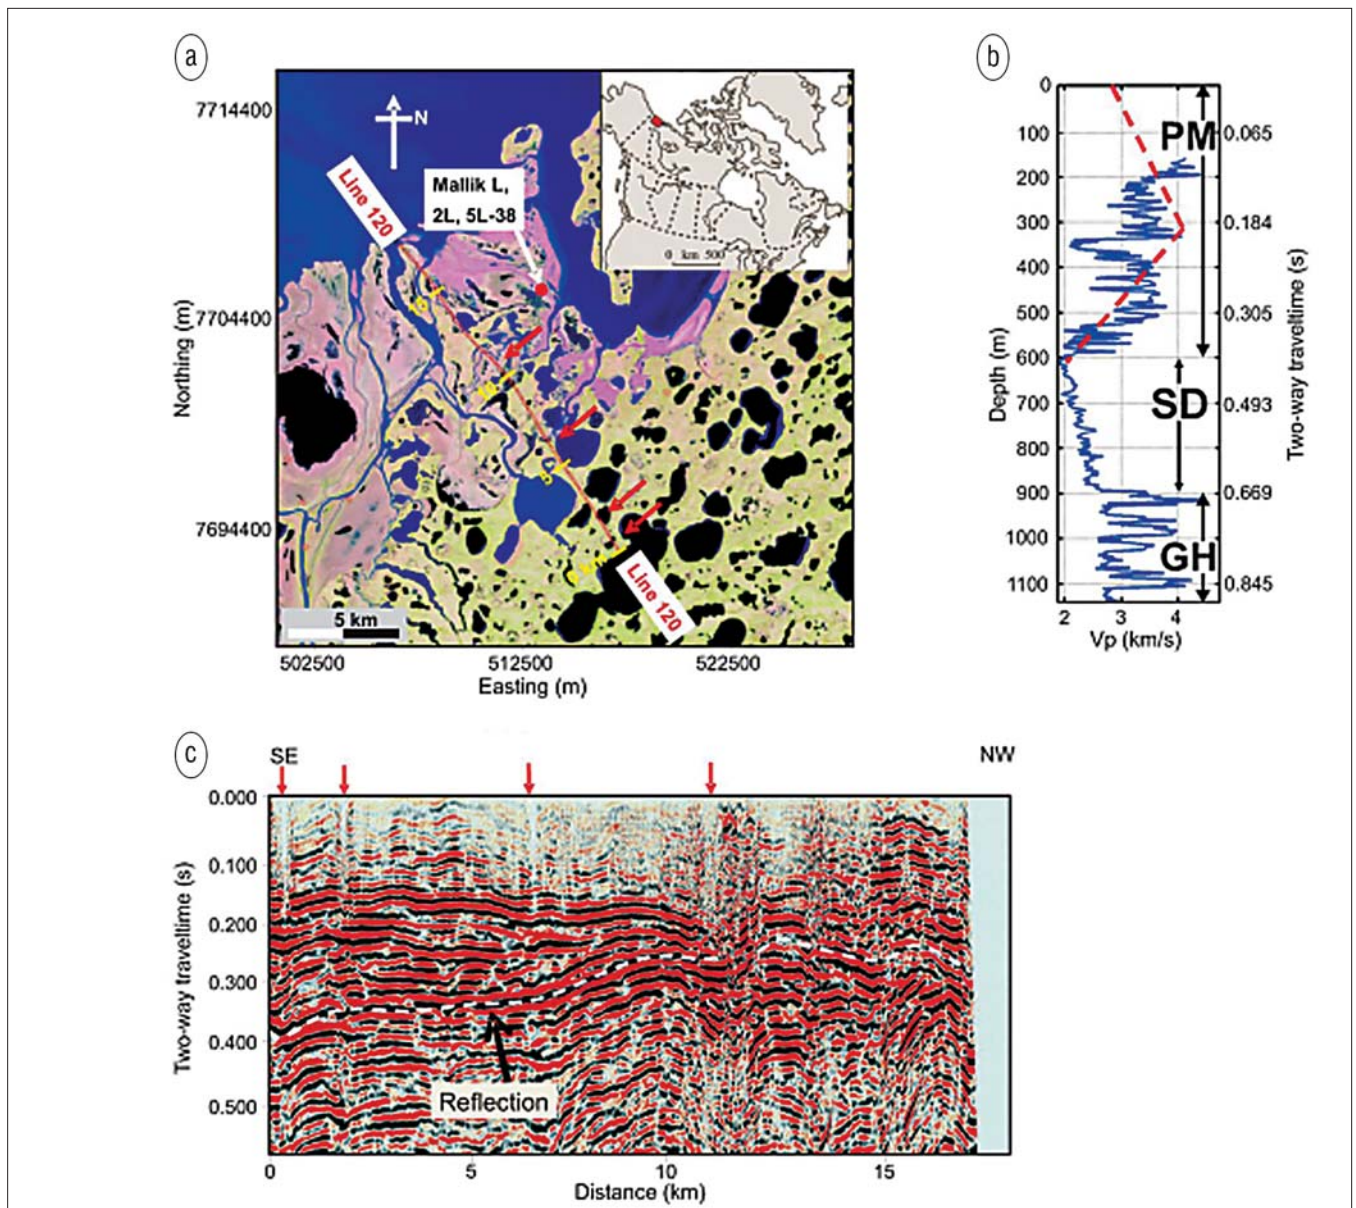 a
7714400
7704400
7694400
Northing (m)
N
Line 120
Mallik L,
2L, 5L-38
0 km 500
Line 120
5 km
502500
512500
522500
Easting (m)
b
0
100
200
300
400
500
600
700
800
900
1000
1100
Depth (m)
PM
SD
GH
0.065
0.184
0.305
0.493
0.669
0.845
Two-way traveltime (s)
2
3
4
Vp (km/s)
c
SE
NW
0.000
0.100
0.200
0.300
0.400
0.500
Two-way traveltime (s)
Reflection
0
5
10
15
Distance (km)